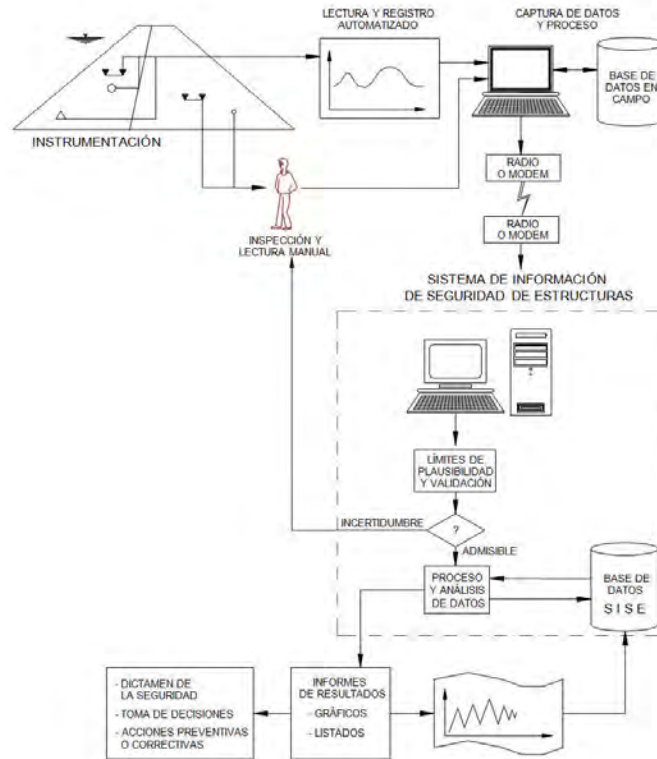 LECTURA Y REGISTRO
AUTOMATIZADO
CAPTURA DE DATOS
Y PROCESO
BASE DE
DATOS EN
CAMPO
INSTRUMENTACIÓN
RADIO
O MODEM
RADIO
O MODEM
INSPECCIÓN Y
LECTURA MANUAL
SISTEMA DE INFORMACIÓN
DE SEGURIDAD DE ESTRUCTURAS
LÍMITES DE
PLAUSIBILIDAD
Y VALIDACIÓN
INCERTIDUMBRE
?
ADMISIBLE
PROCESO
Y ANÁLISIS
DE DATOS
BASE DE
DATOS
S I S E
- DICTAMEN DE
LA SEGURIDAD
- TOMA DE DECISIONES
- ACCIONES PREVENTIVAS
O CORRECTIVAS
INFORMES
DE RESULTADOS
- GRÁFICOS
- LISTADOS